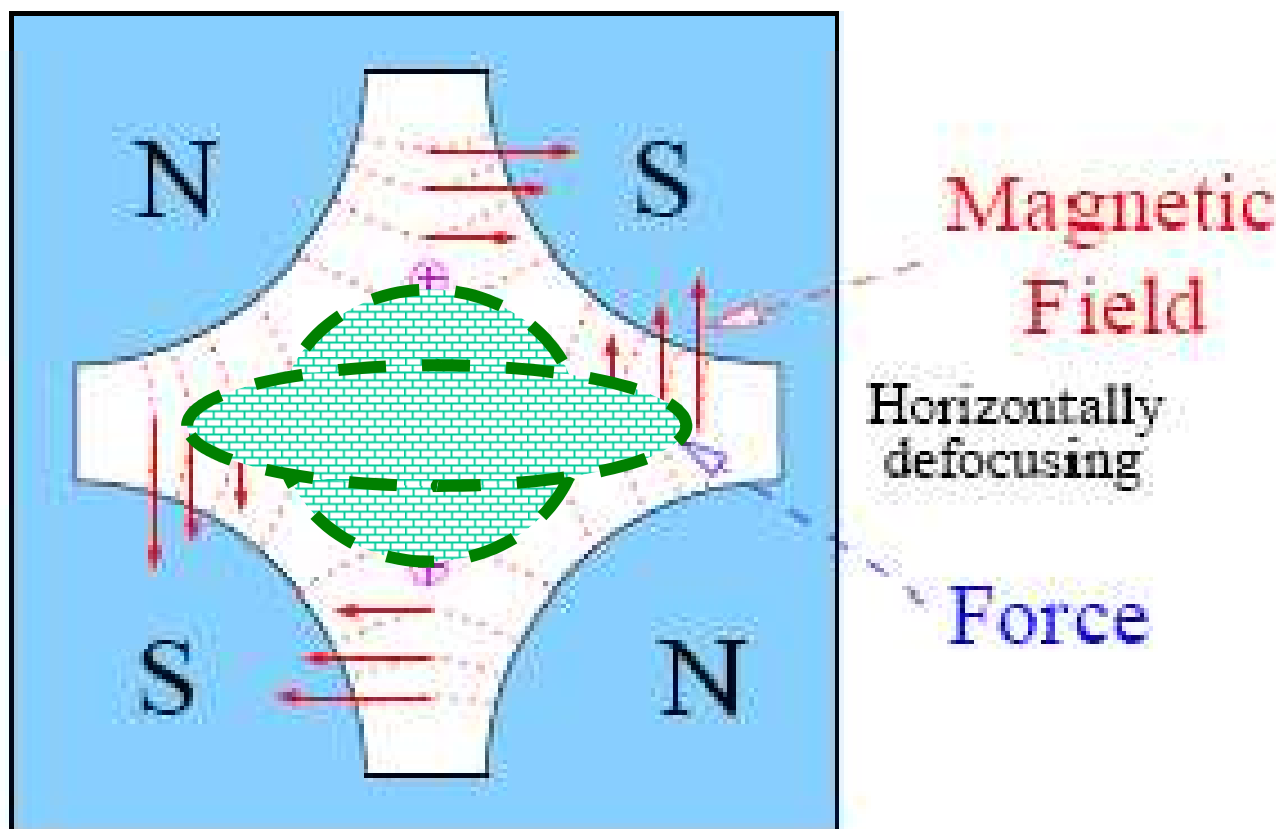 N S
Magnetic
Field
Horizontally
defocusing
Force
S N